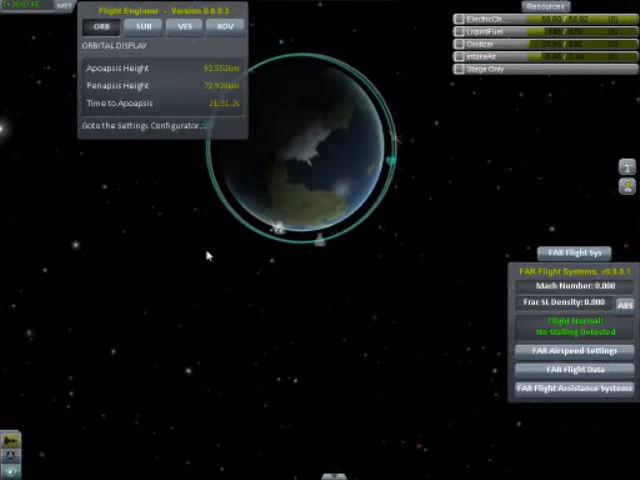 MET
Flight Engineer - Version 0.6.0.3
ORB SUR VES RDV
ORBITAL DISPLAY
Apoapsis Height
Periapsis Height
Time to Apoapsis
Goto the Settings Configurator...
Resources
ElectricCh...
LiquidFuel
Oxidizer
IntakeAir
Stage Only
FAR Flight Sys
FAR Flight Systems, v0.9.5.1
Mach Number: 0.000
Frac SL Density: 0.000
ABS
Flight Normal:
No Stalling Detected
FAR Airspeed Settings
FAR Flight Data
FAR Flight Assistance Systems